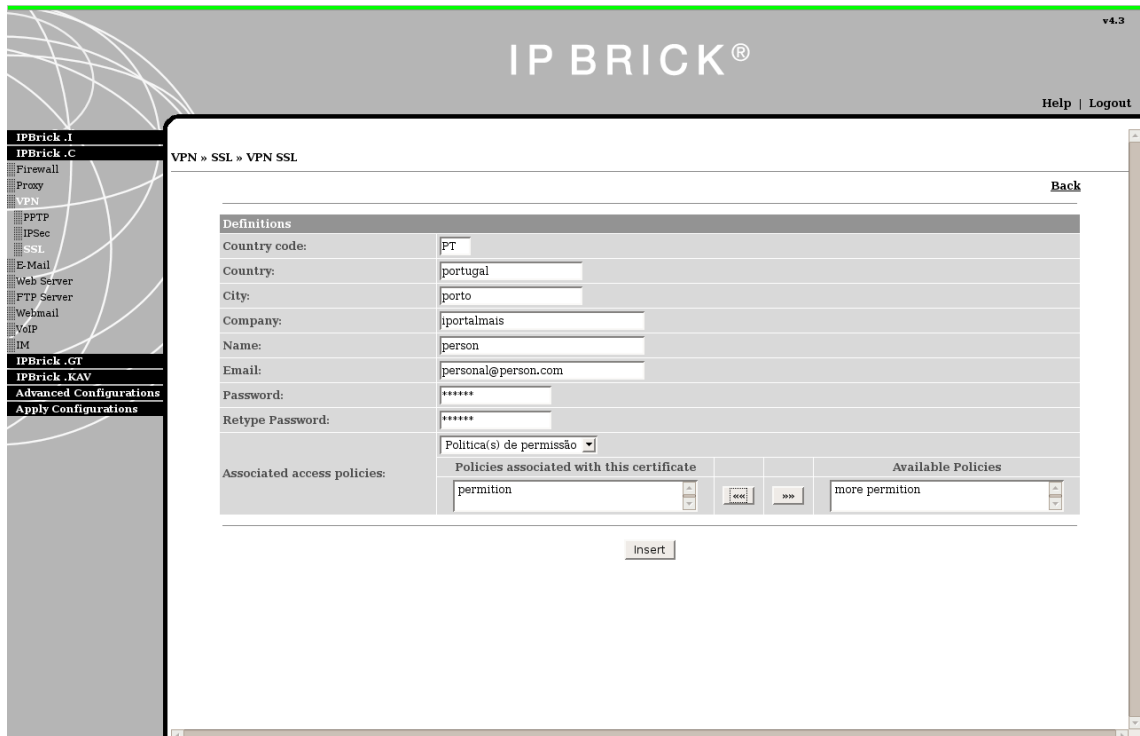 v4.3
IPBRICK®
Help | Logout
IPBrick .I
IPBrick .C
Firewall
Proxy
VPN
PPTP
IPSec
SSL
E-Mail
Web Server
FTP Server
Webmail
VoIP
IM
IPBrick .GT
IPBrick .KAV
Advanced Configurations
Apply Configurations
VPN » SSL » VPN SSL
Back
Definitions
Country code: PT
Country: portugal
City: porto
Company: iportalmais
Name: person
Email: personal@person.com
Password: ******
Retype Password: ******
Associated access policies: Politica(s) de permissão
Policies associated with this certificate Available Policies
permition «« »» more permition
Insert